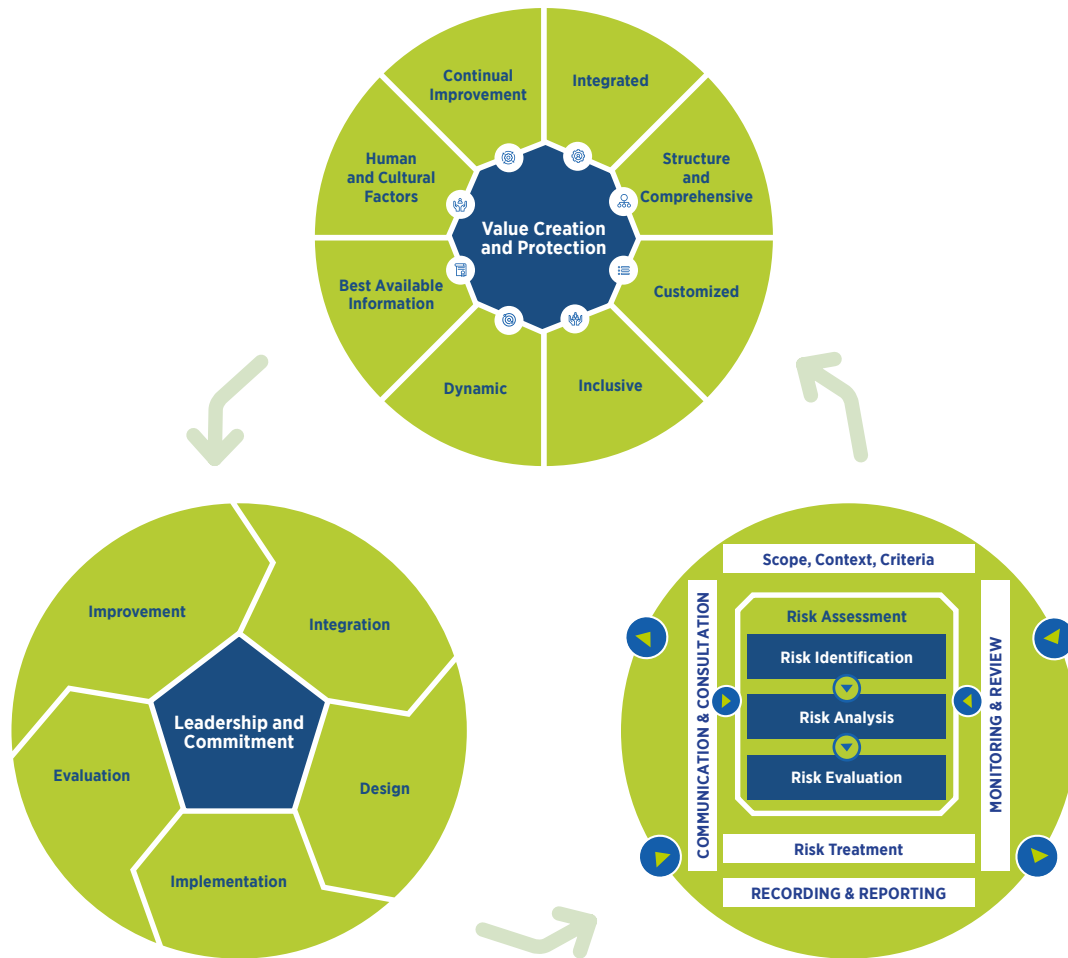 Continual
Improvement
Integrated
Human
and Cultural
Factors
Structure
and
Comprehensive
Value Creation
and Protection
Best Available
Information
Customized
Dynamic
Inclusive
Improvement
Integration
Leadership and
Commitment
Evaluation
Design
Implementation
Scope, Context, Criteria
COMMUNICATION & CONSULTATION
Risk Assessment
Risk Identification
Risk Analysis
Risk Evaluation
MONITORING & REVIEW
Risk Treatment
RECORDING & REPORTING